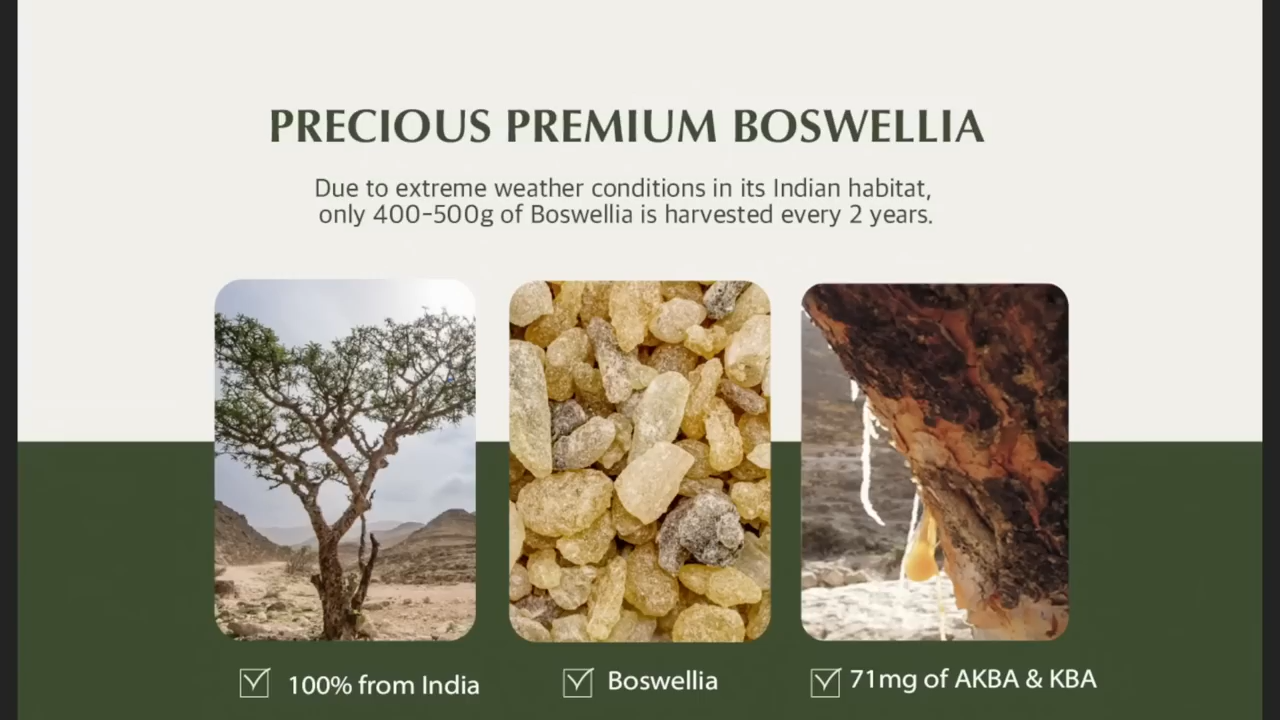 PRECIOUS PREMIUM BOSWELLIA
Due to extreme weather conditions in its Indian habitat,
only 400-500g of Boswellia is harvested every 2 years.
100% from India
Boswellia
71mg of AKBA & KBA